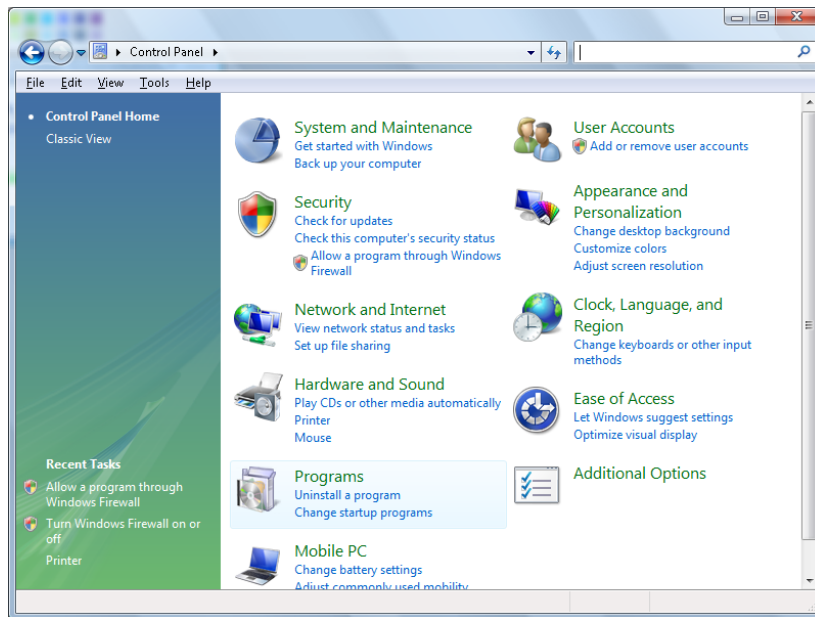 Control Panel
File Edit View Tools Help
Control Panel Home
Classic View
Recent Tasks
Allow a program through
Windows Firewall
Turn Windows Firewall on or
off
Printer
System and Maintenance
Get started with Windows
Back up your computer
Security
Check for updates
Check this computer's security status
Allow a program through Windows
Firewall
Network and Internet
View network status and tasks
Set up file sharing
Hardware and Sound
Play CDs or other media automatically
Printer
Mouse
Programs
Uninstall a program
Change startup programs
Mobile PC
Change battery settings
Adjust commonly used mobility
User Accounts
Add or remove user accounts
Appearance and
Personalization
Change desktop background
Customize colors
Adjust screen resolution
Clock, Language, and
Region
Change keyboards or other input
methods
Ease of Access
Let Windows suggest settings
Optimize visual display
Additional Options